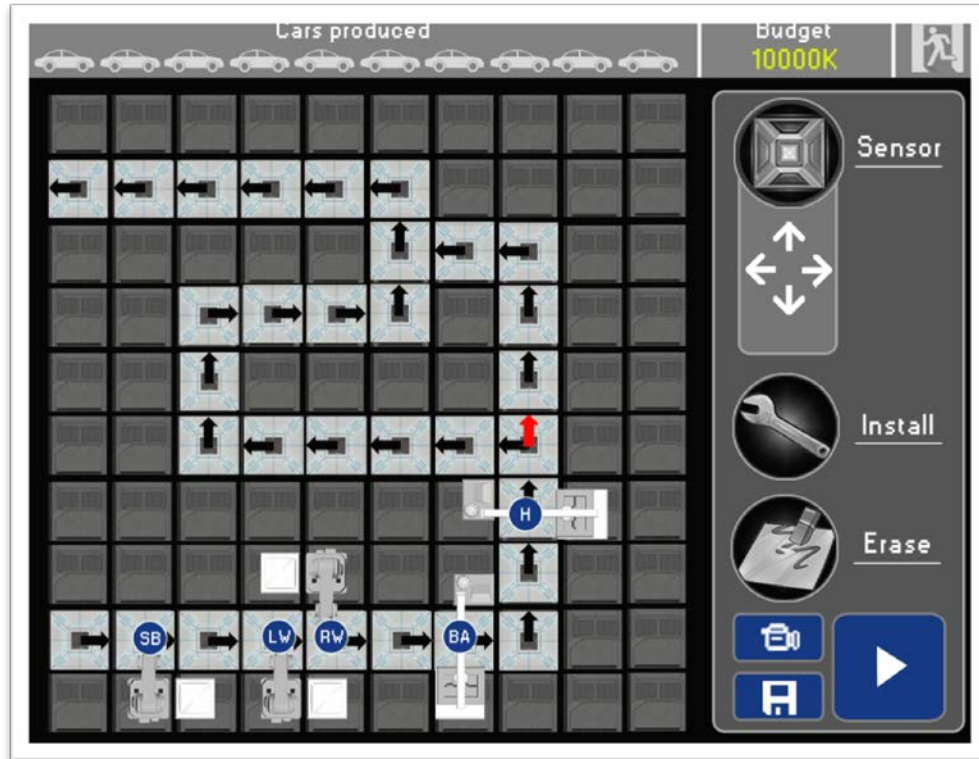 Cars produced
Budget
10000K
Sensor
Install
Erase
H
SB
LW
RW
BA